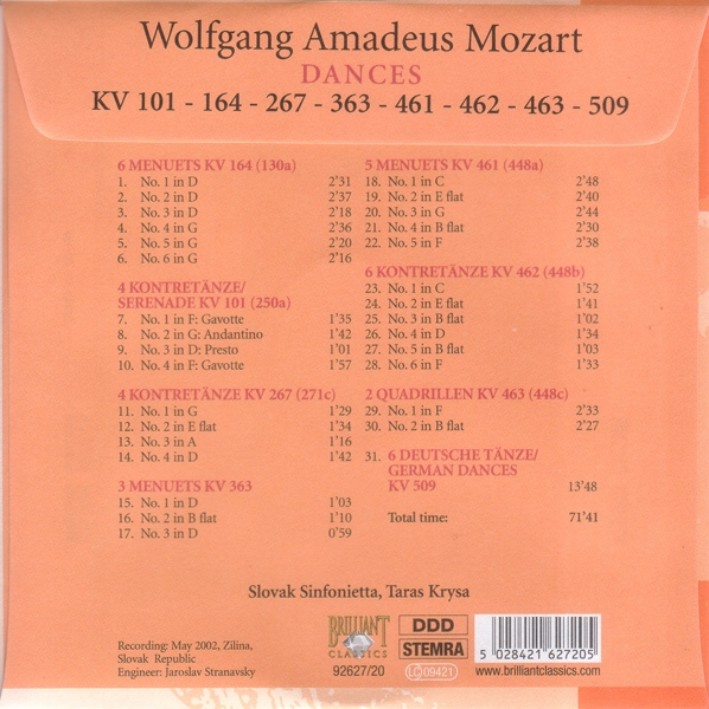 Wolfgang Amadeus Mozart
DANCES
KV 101 - 164 - 267 - 363 - 461 - 462 - 463 - 509
6 MENUETS KV 164 (130a)
1. No. 1 in D 2'31
2. No. 2 in D 2'37
3. No. 3 in D 2'18
4. No. 4 in G 2'36
5. No. 5 in G 2'20
6. No. 6 in G 2'16
4 KONTRETÄNZE/
SERENADE KV 101 (250a)
7. No. 1 in F: Gavotte 1'35
8. No. 2 in G: Andantino 1'42
9. No. 3 in D: Presto 1'01
10. No. 4 in F: Gavotte 1'57
4 KONTRETÄNZE KV 267 (271c)
11. No. 1 in G 1'29
12. No. 2 in E flat 1'34
13. No. 3 in A 1'16
14. No. 4 in D 1'42
3 MENUETS KV 363
15. No. 1 in D 1'03
16. No. 2 in B flat 1'10
17. No. 3 in D 0'59
5 MENUETS KV 461 (448a)
18. No. 1 in C 2'48
19. No. 2 in E flat 2'40
20. No. 3 in G 2'44
21. No. 4 in B flat 2'30
22. No. 5 in F 2'38
6 KONTRETÄNZE KV 462 (448b)
23. No. 1 in C 1'52
24. No. 2 in E flat 1'41
25. No. 3 in B flat 1'02
26. No. 4 in D 1'34
27. No. 5 in B flat 1'03
28. No. 6 in F 1'33
2 QUADRILLEN KV 463 (448c)
29. No. 1 in F 2'33
30. No. 2 in B flat 2'27
31. 6 DEUTSCHE TÄNZE/
GERMAN DANCES
KV 509 13'48
Total time: 71'41
Slovak Sinfonietta, Taras Krysa
Recording: May 2002, Zilina,
Slovak Republic
Engineer: Jaroslav Stranavsky
BRILLIANT
CLASSICS
92627/20
DDD
STEMRA
LC 09421
5 028421 627205
www.brilliantclassics.com